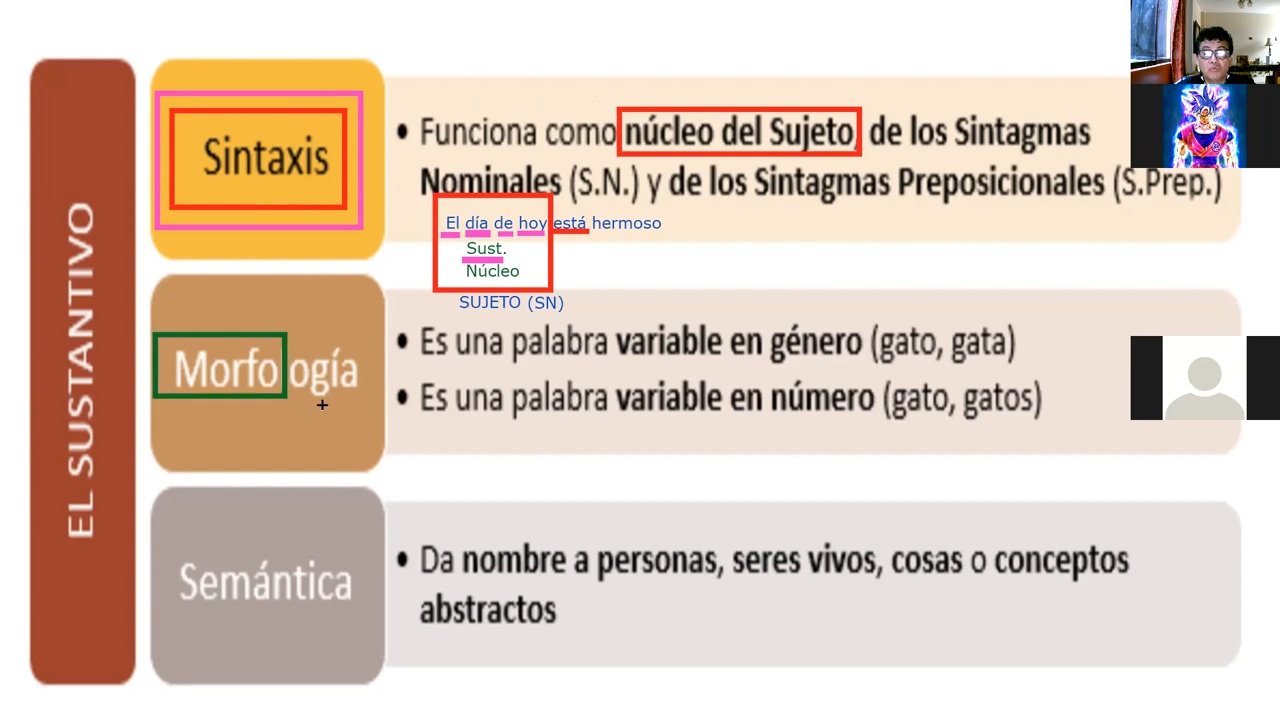 EL SUSTANTIVO
Sintaxis
• Funciona como núcleo del Sujeto, de los Sintagmas
Nominales (S.N.) y de los Sintagmas Preposicionales (S.Prep.)
El día de hoy está hermoso
Sust.
Núcleo
SUJETO (SN)
Morfología
• Es una palabra variable en género (gato, gata)
• Es una palabra variable en número (gato, gatos)
Semántica
• Da nombre a personas, seres vivos, cosas o conceptos
abstractos